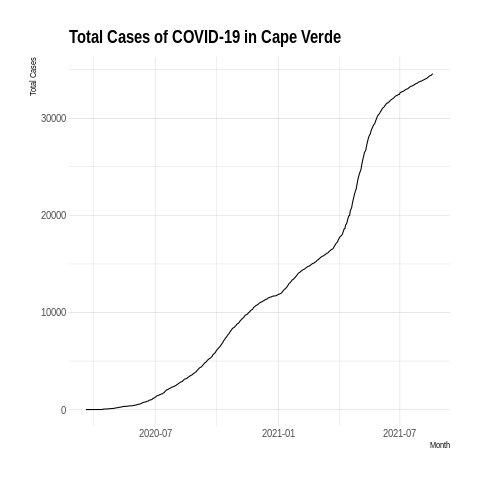 Total Cases of COVID-19 in Cape Verde
Total Cases
30000
20000
10000
0
2020-07 2021-01 2021-07
Month